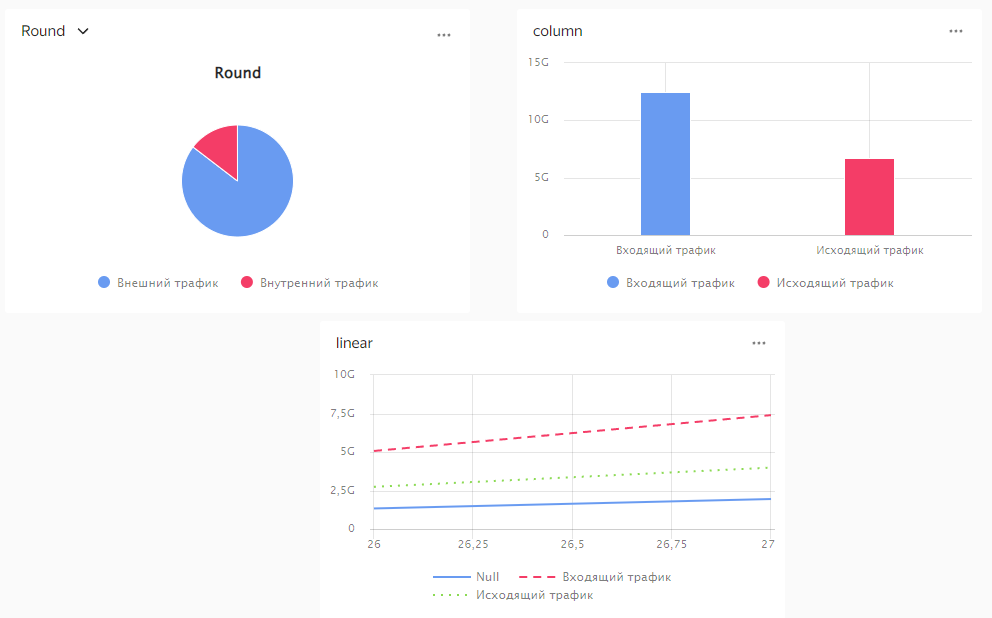 Round
Round
Внешний трафик Внутренний трафик
column
15G
10G
5G
0
Входящий трафик Исходящий трафик
Входящий трафик Исходящий трафик
linear
10G
7,5G
5G
2,5G
0
26 26,25 26,5 26,75 27
Null Входящий трафик
Исходящий трафик